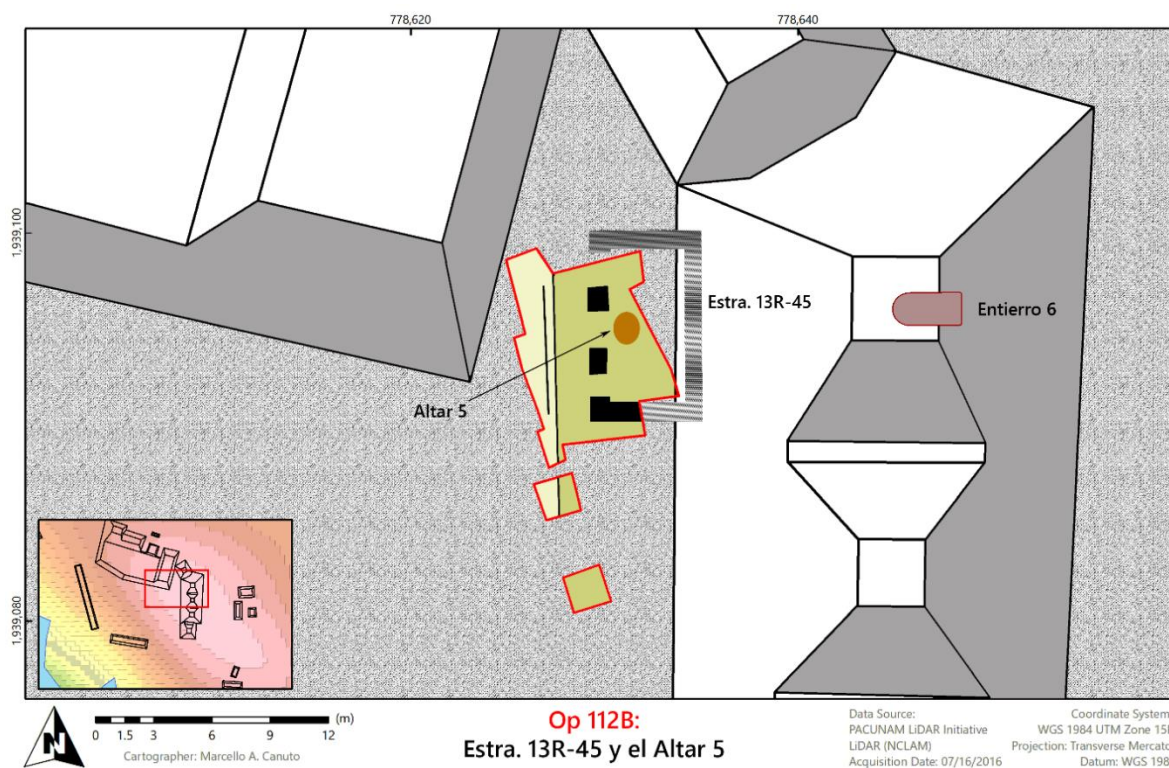 778,620
778,640
1,939,100
1,939,080
Estra. 13R-45
Entierro 6
Altar 5
N
0 1.5 3 6 9 12
(m)
Cartographer: Marcello A. Canuto
Op 112B:
Estra. 13R-45 y el Altar 5
Data Source:
PACUNAM LiDAR Initiative
LiDAR (NCLAM)
Acquisition Date: 07/16/2016
Coordinate System
WGS 1984 UTM Zone
Projection: Transverse
Datum: WGS